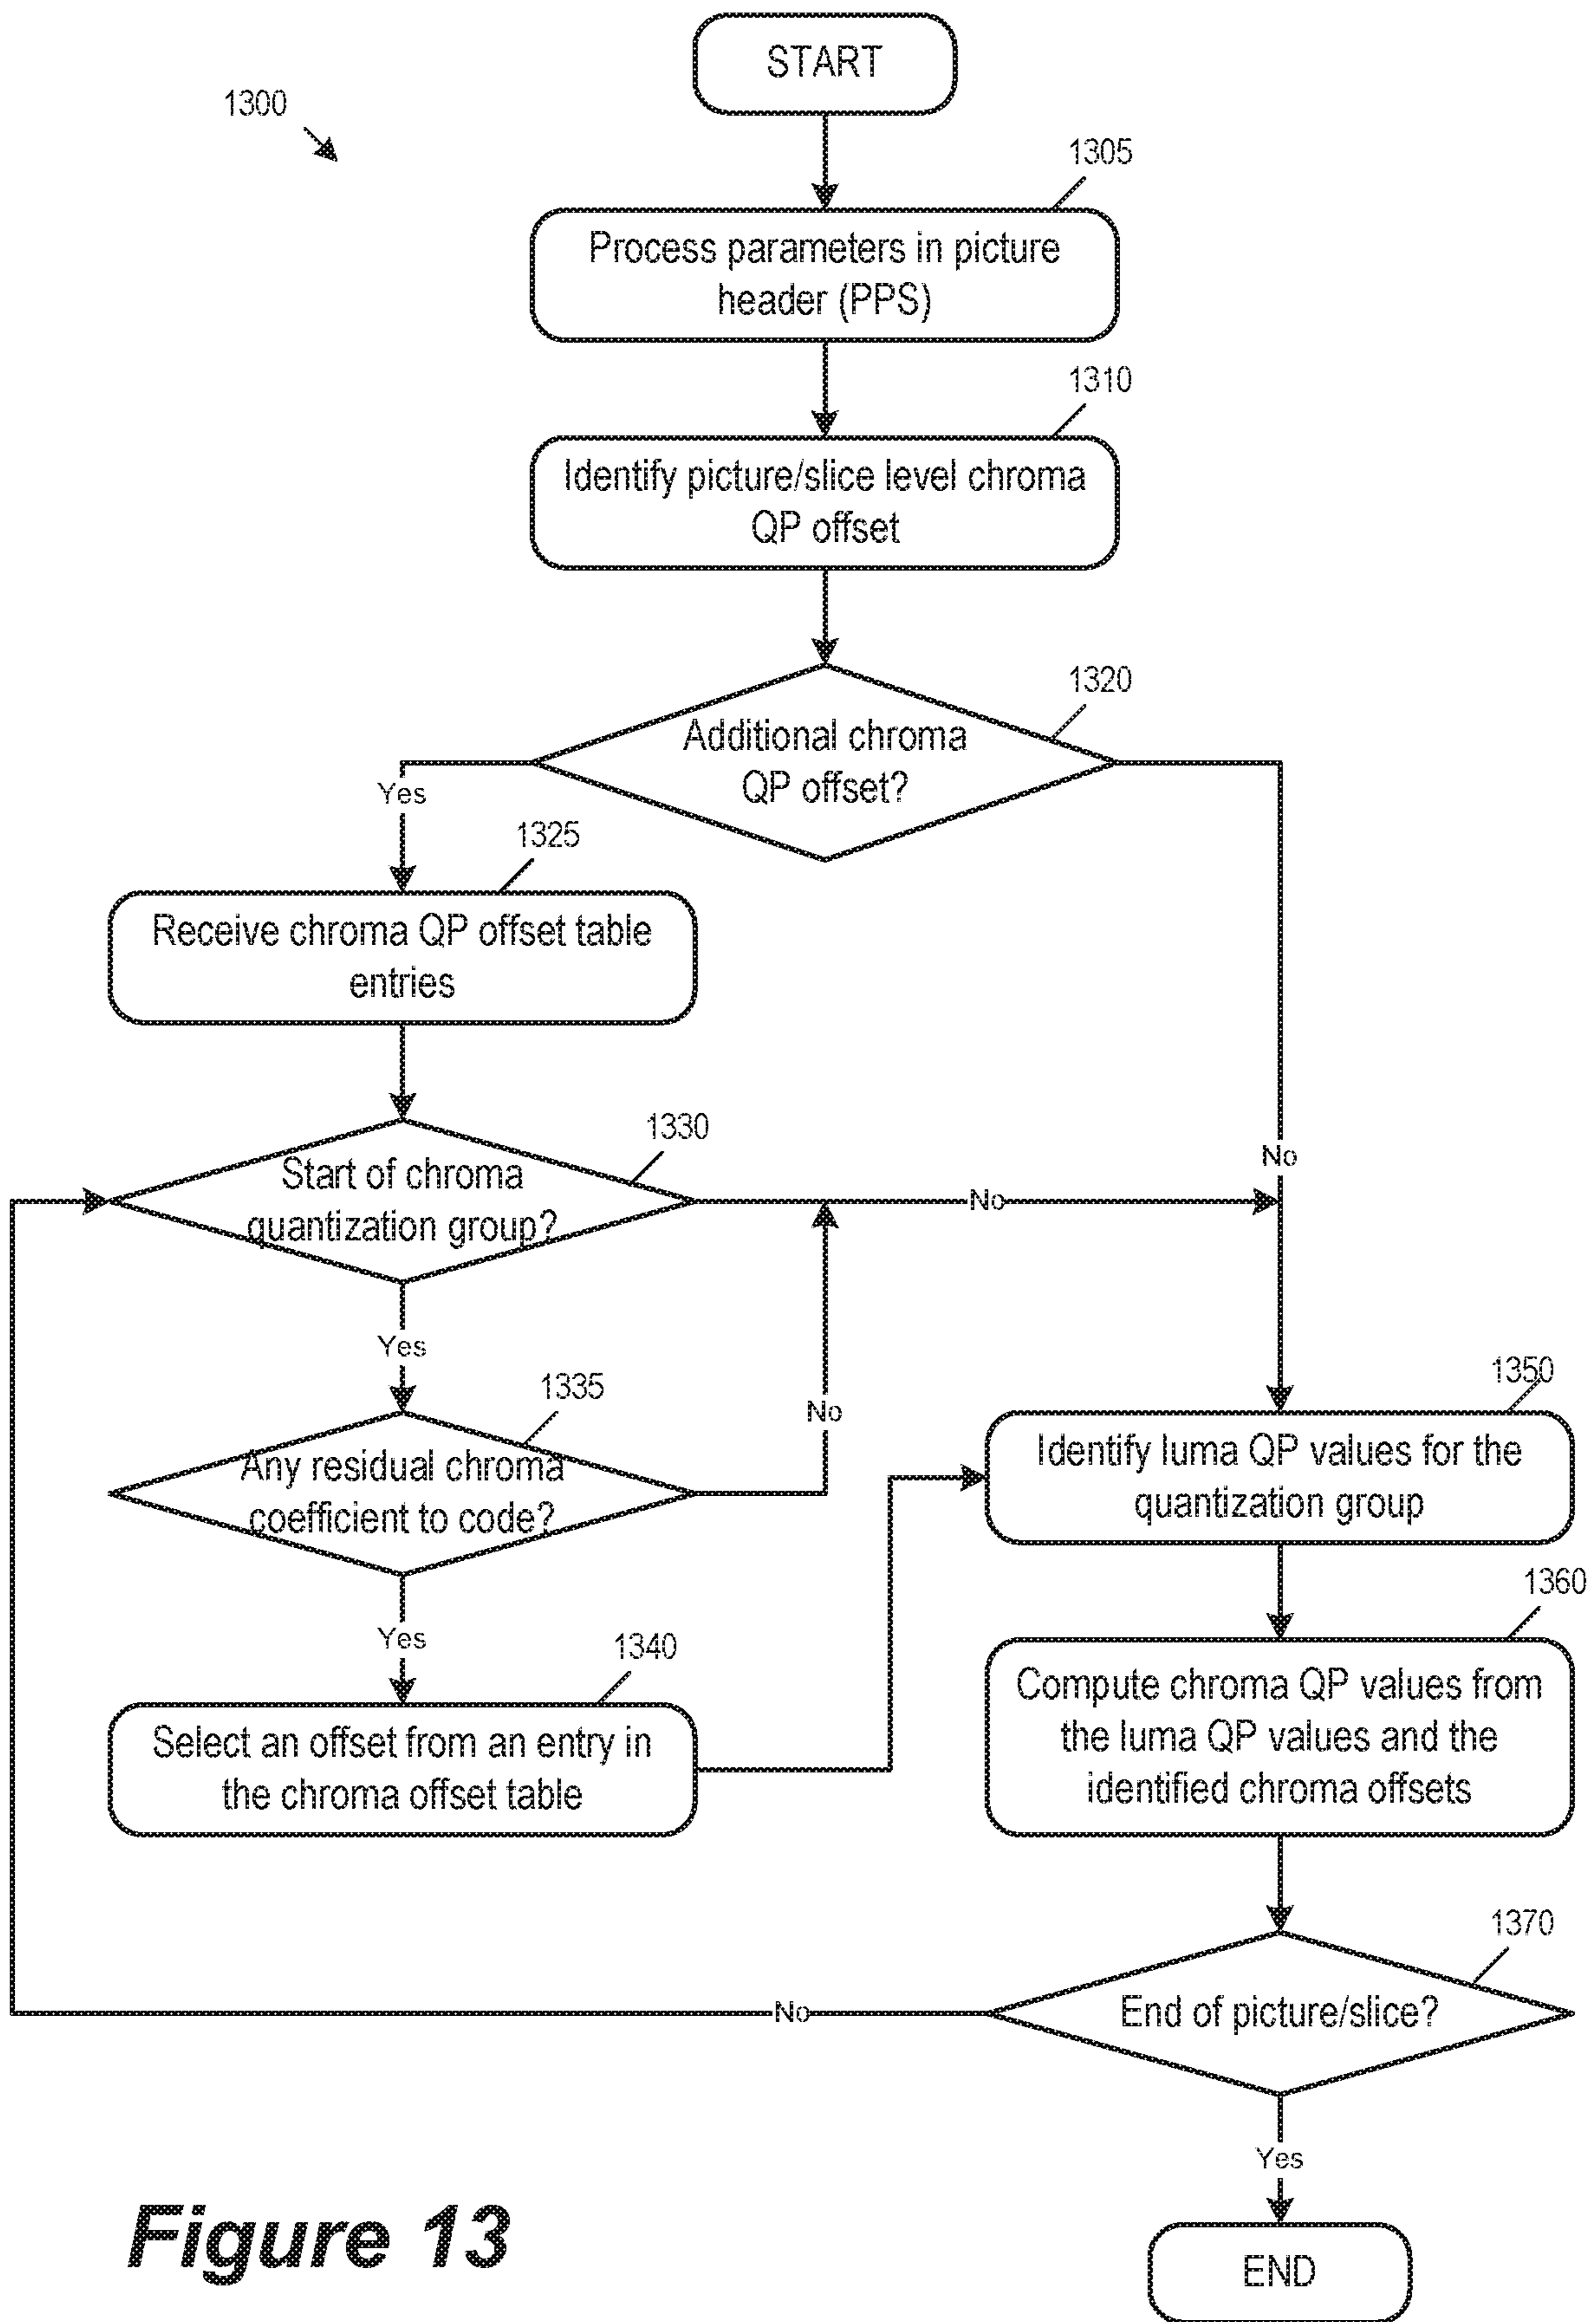 START
1300
1305
Process parameters in picture
header (PPS)
1310
Identify picture/slice level chroma
QP offset
1320
Additional chroma
QP offset?
Yes
1325
Receive chroma QP offset table
entries
1330
Start of chroma
quantization group?
No
No
Yes
1335
Any residual chroma
coefficient to code?
No
1350
Identify luma QP values for the
quantization group
Yes
1340
Select an offset from an entry in
the chroma offset table
1360
Compute chroma QP values from
the luma QP values and the
identified chroma offsets
1370
End of picture/slice?
No
Yes
END
Figure 13